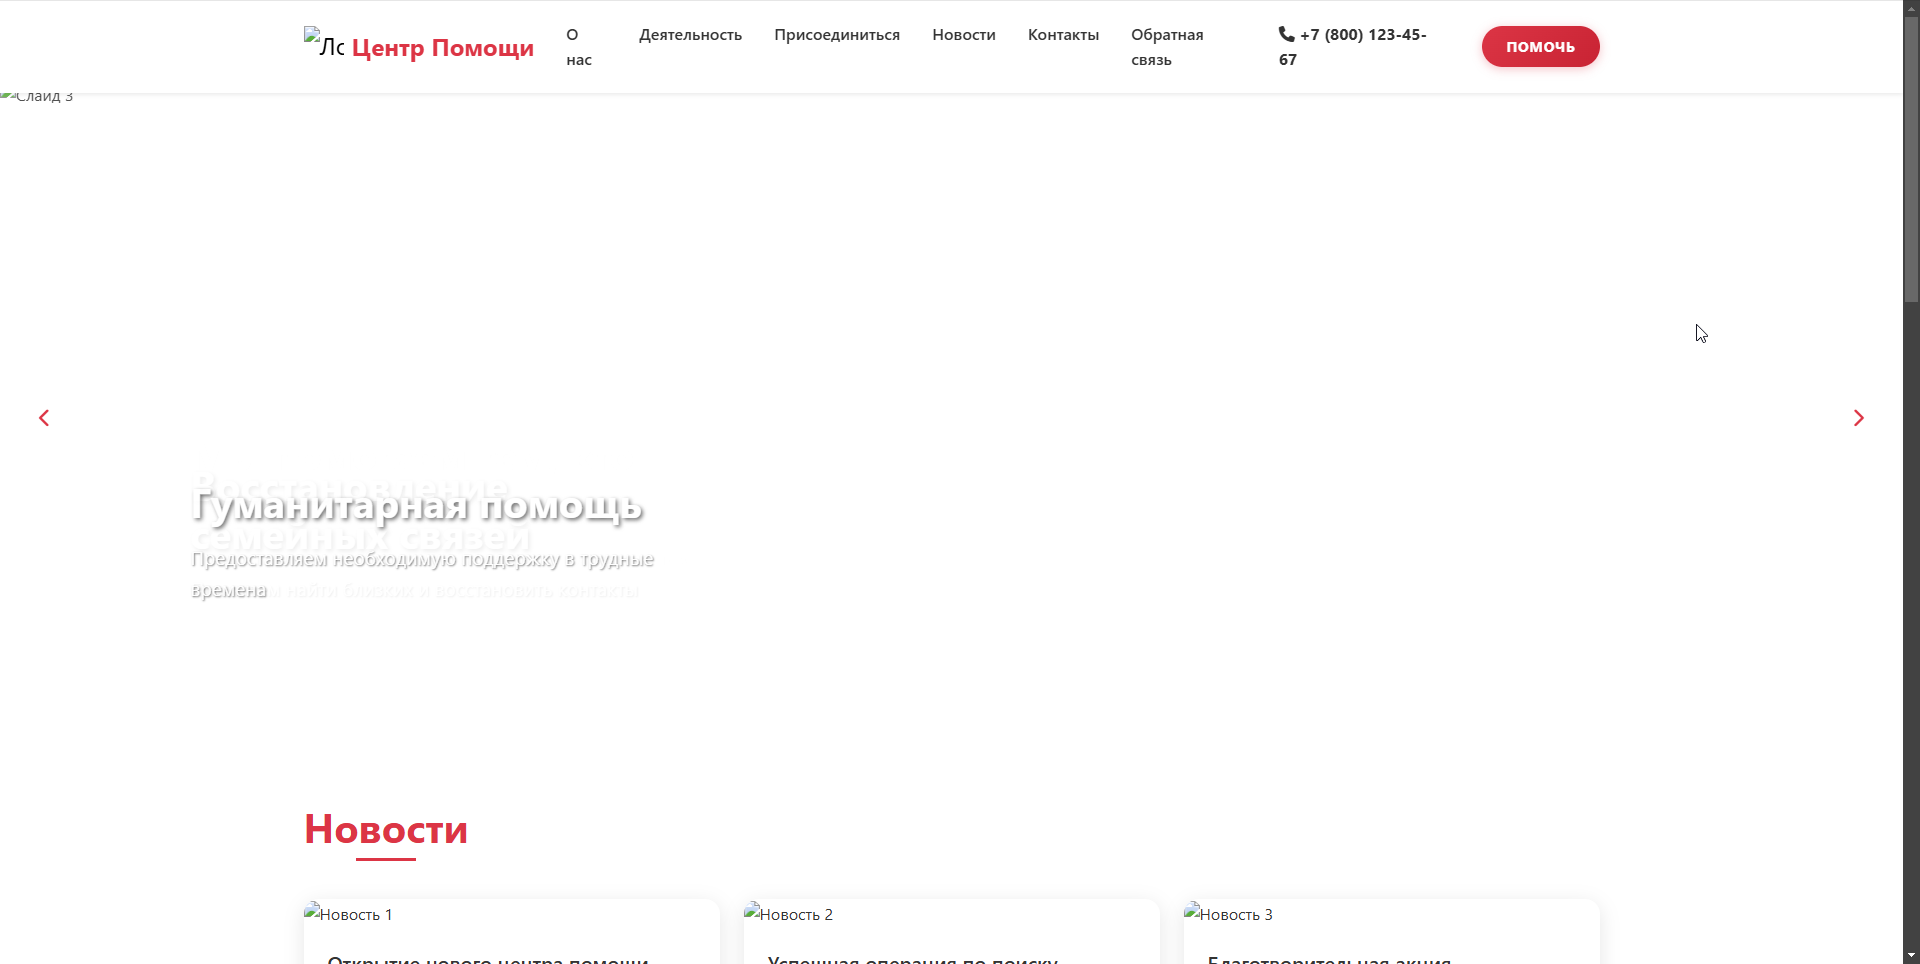 Ло Центр Помощи
О нас
Деятельность
Присоединиться
Новости
Контакты
Обратная связь
+7 (800) 123-45-67
ПОМОЧЬ
Слайд 3
Восстановление
Гуманитарная помощь
семейных связей
Предоставляем необходимую поддержку в трудные
времена найти близких и восстановить контакты
Новости
Новость 1
Новость 2
Новость 3
Открытие нового центра помощи
Успешная операция по поиску
Благотворительная акция